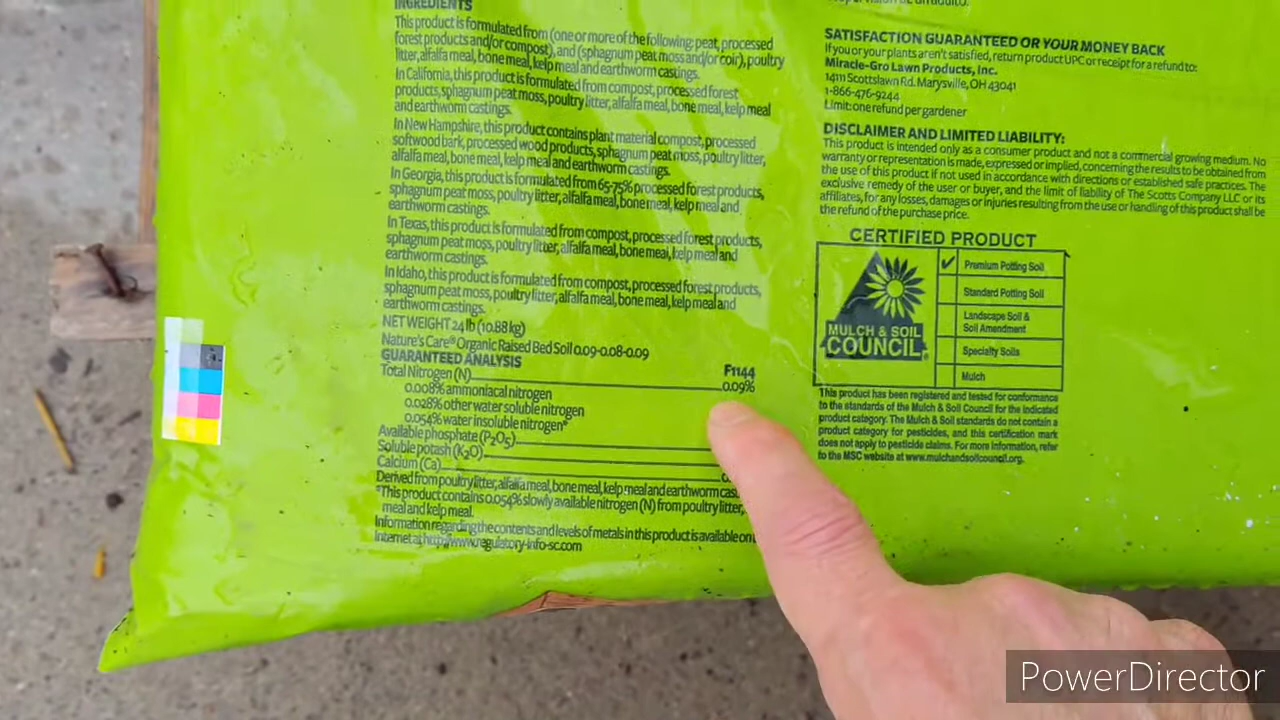 INGREDIENTS
This product is formulated from (one or more of the following: peat, processed
forest products and/or compost), and (sphagnum peat moss and/or coir), poultry
litter, alfalfa meal, bone meal, kelp meal and earthworm castings.
In California, this product is formulated from compost, processed forest
products, sphagnum peat moss, poultry litter, alfalfa meal, bone meal, kelp meal
and earthworm castings.
In New Hampshire, this product contains plant material compost, processed
softwood bark, processed wood products, sphagnum peat moss, poultry litter,
alfalfa meal, bone meal, kelp meal and earthworm castings.
In Georgia, this product is formulated from 65-75% processed forest products,
sphagnum peat moss, poultry litter, alfalfa meal, bone meal, kelp meal and
earthworm castings.
In Texas, this product is formulated from compost, processed forest products,
sphagnum peat moss, poultry litter, alfalfa meal, bone meal, kelp meal and
earthworm castings.
In Idaho, this product is formulated from compost, processed forest products,
sphagnum peat moss, poultry litter, alfalfa meal, bone meal, kelp meal and
earthworm castings.
NET WEIGHT 24 lb (10.88 kg)
Nature's Care® Organic Raised Bed Soil 0.09-0.08-0.09
GUARANTEED ANALYSIS F1144
Total Nitrogen (N) 0.09%
0.008% ammoniacal nitrogen
0.028% other water soluble nitrogen
0.054% water insoluble nitrogen*
Available phosphate (P2O5)
Soluble potash (K2O)
Calcium (Ca)
Derived from poultry litter, alfalfa meal, bone meal, kelp meal and earthworm
*This product contains 0.054% slowly available nitrogen (N) from poultry litter,
meal and kelp meal.
Information regarding the contents and levels of metals in this product is available on
Internet at http://www.regulatory-info-sc.com
SATISFACTION GUARANTEED OR YOUR MONEY BACK
If you or your plants aren't satisfied, return product UPC or receipt for a refund to:
Miracle-Gro Lawn Products, Inc.
14111 Scottslawn Rd. Marysville, OH 43041
1-866-476-9244
Limit: one refund per gardener
DISCLAIMER AND LIMITED LIABILITY:
This product is intended only as a consumer product and not a commercial growing medium. No
warranty or representation is made, expressed or implied, concerning the results to be obtained from
the use of this product if not used in accordance with directions or established safe practices. The
exclusive remedy of the user or buyer, and the limit of liability of The Scotts Company LLC or its
affiliates, for any losses, damages or injuries resulting from the use or handling of this product shall be
the refund of the purchase price.
CERTIFIED PRODUCT
MULCH & SOIL
COUNCIL
Premium Potting Soil
Standard Potting Soil
Landscape Soil &
Soil Amendment
Specialty Soils
Mulch
This product has been registered and tested for conformance
to the standards of the Mulch & Soil Council for the indicated
product category. The Mulch & Soil standards do not contain a
product category for pesticides, and this certification mark
does not apply to pesticide claims. For more information, refer
to the MSC website at www.mulchandsoilcouncil.org.
PowerDirector